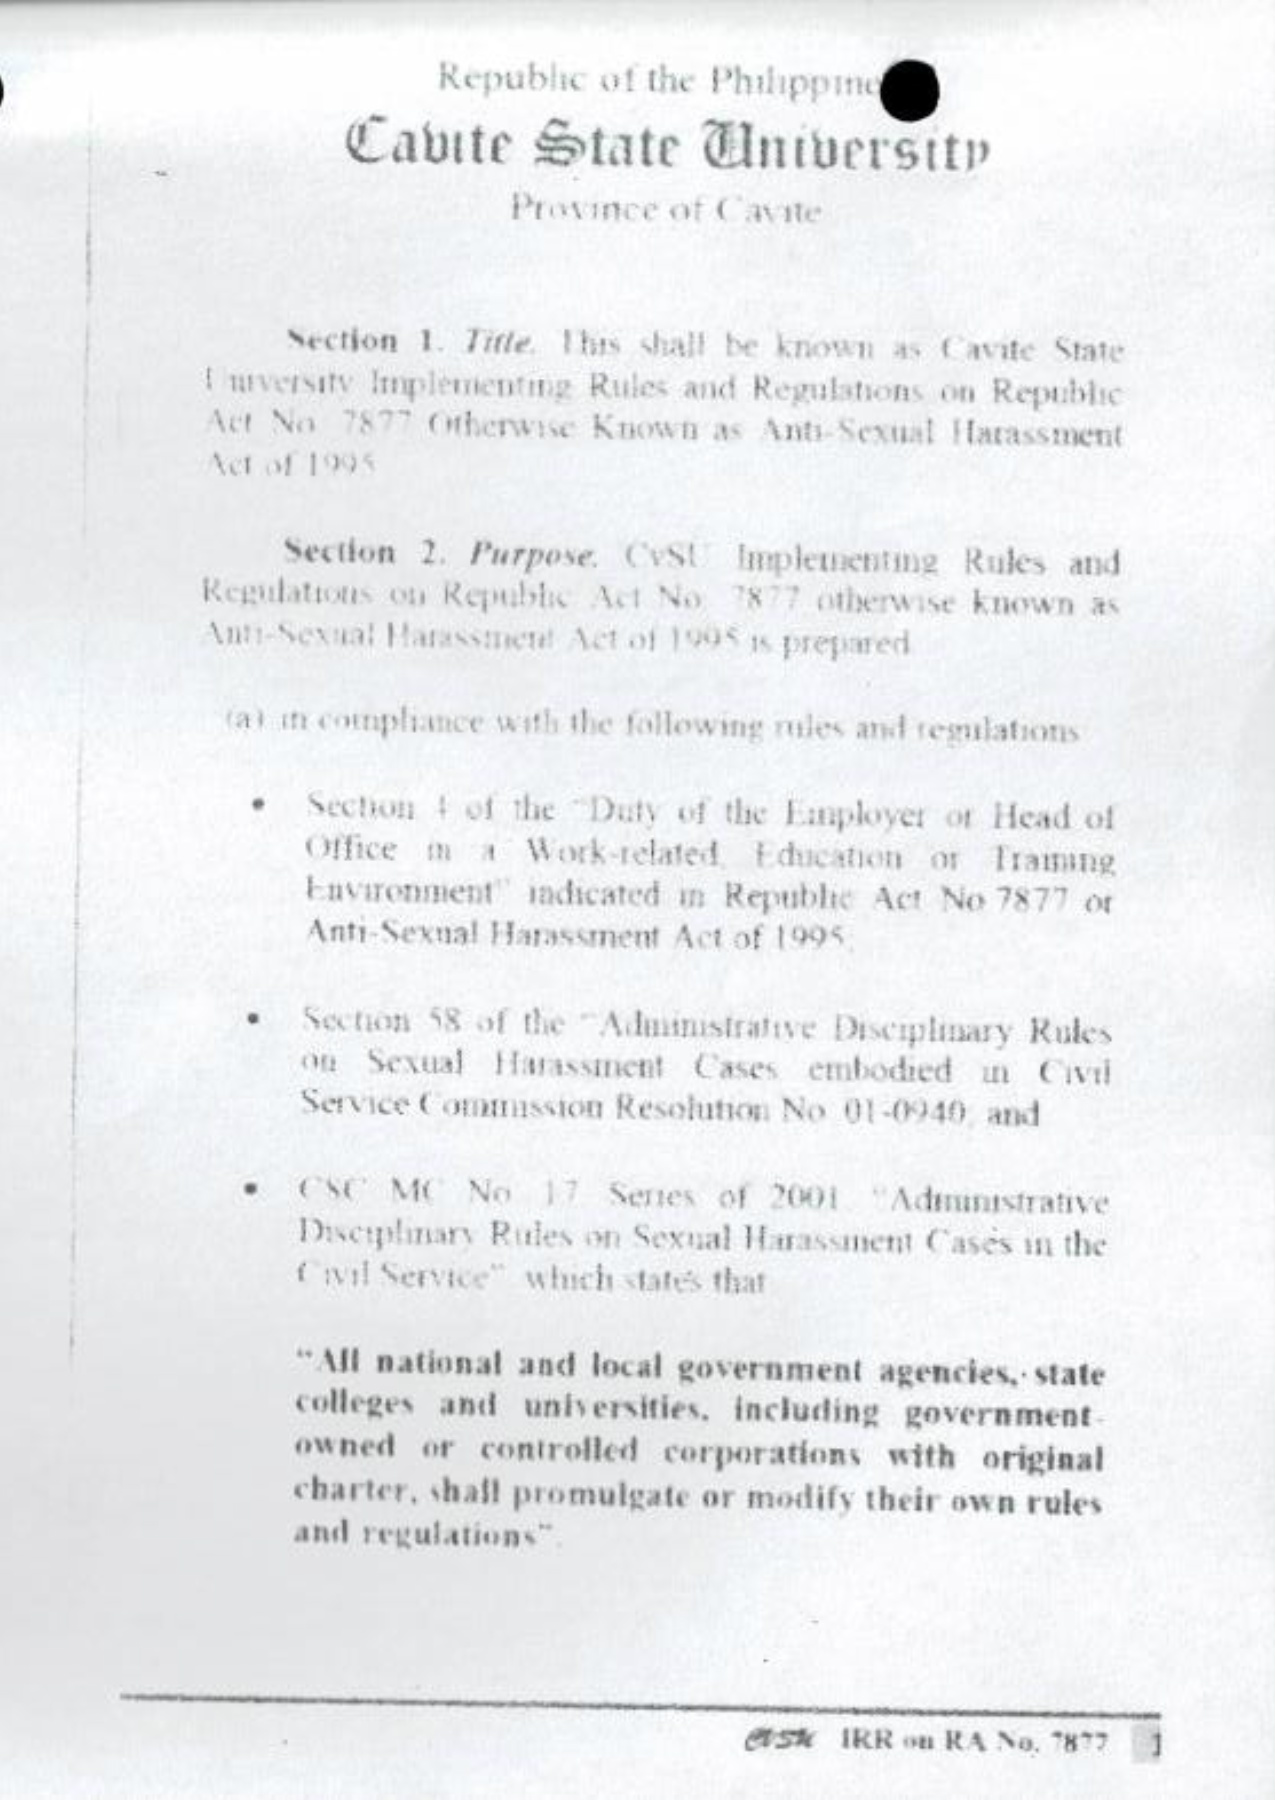 Republic of the Philippine
Cavite State University
Province of Cavite
Section 1. Title. This shall be known as Cavite State
University Implementing Rules and Regulations on Republic
Act No 7877 Otherwise Known as Anti-Sexual Harassment
Act of 1995
Section 2. Purpose. CvSU Implementing Rules and
Regulations on Republic Act No. 7877 otherwise known as
Anti-Sexual Harassment Act of 1995 is prepared
(a) in compliance with the following rules and regulations
• Section 4 of the "Duty of the Employer or Head of
Office in a Work-related, Education or Training
Environment" indicated in Republic Act No 7877 or
Anti-Sexual Harassment Act of 1995;
• Section 58 of the "Administrative Disciplinary Rules
on Sexual Harassment Cases embodied in Civil
Service Commission Resolution No 01-0940; and
• CSC MC No 17 Series of 2001 "Administrative
Disciplinary Rules on Sexual Harassment Cases in the
Civil Service" which states that
"All national and local government agencies, state
colleges and universities, including government-
owned or controlled corporations with original
charter, shall promulgate or modify their own rules
and regulations".
CvSU IRR on RA No. 7877 1